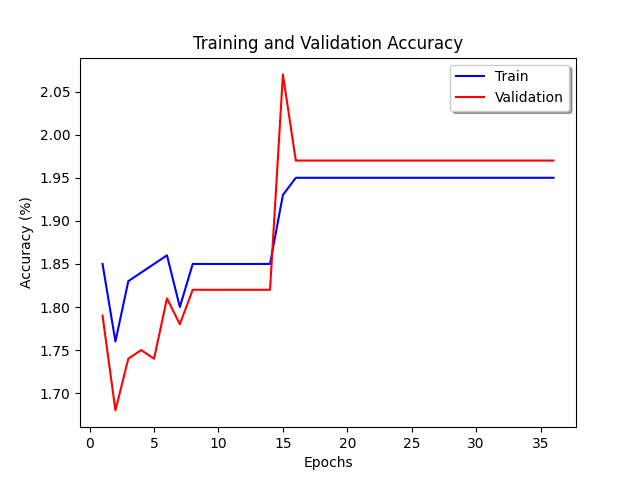 Training and Validation Accuracy
Train
Validation
2.05
2.00
1.95
1.90
1.85
1.80
1.75
1.70
Accuracy (%)
0 5 10 15 20 25 30 35
Epochs